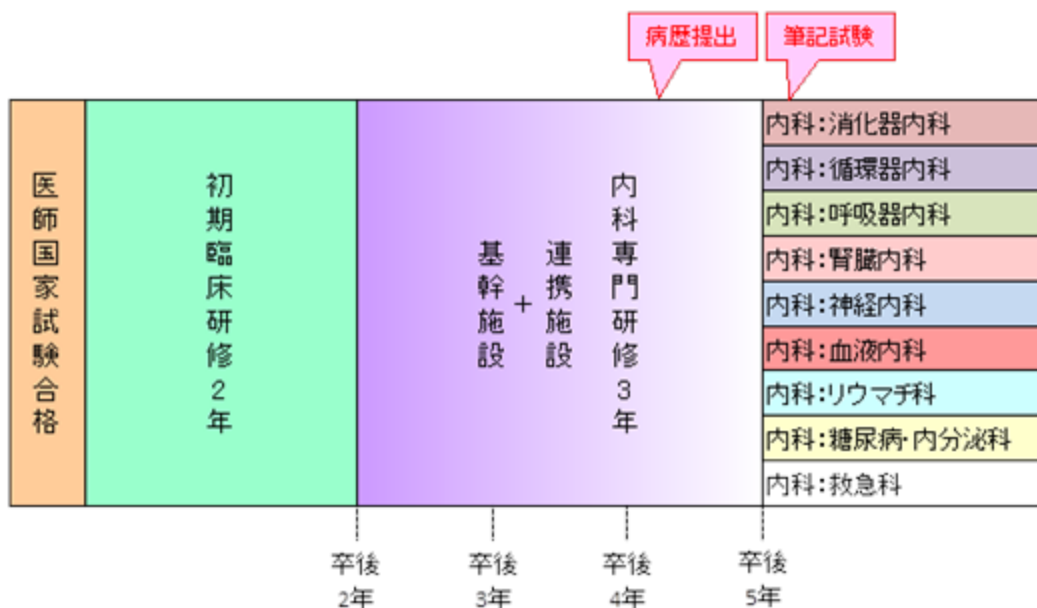 病歴提出
筆記試験
医師国家試験合格
初期臨床研修2年
基幹施設
+
連携施設
内科専門研修3年
内科:消化器内科
内科:循環器内科
内科:呼吸器内科
内科:腎臓内科
内科:神経内科
内科:血液内科
内科:リウマチ科
内科:糖尿病・内分泌科
内科:救急科
卒後
2年
卒後
3年
卒後
4年
卒後
5年